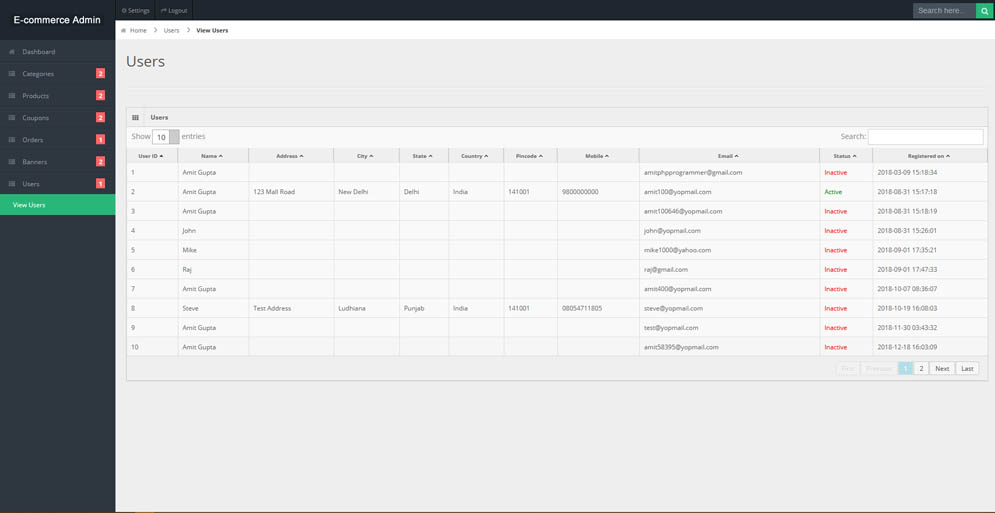 E-commerce Admin
Settings Logout
Search here...
Home Users View Users
Dashboard
Categories 2
Products 2
Coupons 2
Orders 1
Banners 2
Users 1
View Users
Users
Users
Show 10 entries
Search:
User ID Name Address City State Country Pincode Mobile Email Status Registered on
1 Amit Gupta amitphpprogrammer@gmail.com Inactive 2018-03-09 15:18:34
2 Amit Gupta 123 Mall Road New Delhi Delhi India 141001 9800000000 amit100@yopmail.com Active 2018-08-31 15:17:18
3 Amit Gupta amit100646@yopmail.com Inactive 2018-08-31 15:18:19
4 John john@yopmail.com Inactive 2018-08-31 15:26:01
5 Mike mike1000@yahoo.com Inactive 2018-09-01 17:35:21
6 Raj raj@gmail.com Inactive 2018-09-01 17:47:33
7 Amit Gupta amit400@yopmail.com Inactive 2018-10-07 08:36:07
8 Steve Test Address Ludhiana Punjab India 141001 08054711805 steve@yopmail.com Inactive 2018-10-19 16:08:03
9 Amit Gupta test@yopmail.com Inactive 2018-11-30 03:43:32
10 Amit Gupta amit58395@yopmail.com Inactive 2018-12-18 16:03:09
First Previous 1 2 Next Last